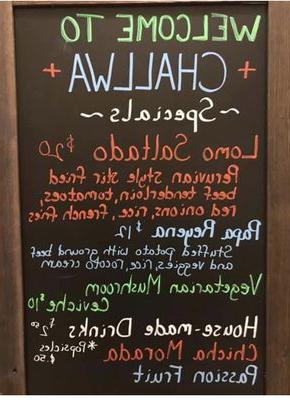 WELCOME TO
+ CHALLWA +
~ Specials ~
Lomo Saltado $20
Peruvian style stir fried
beef tenderloin, tomatoes,
red onions, rice, french fries
Papa Reyena $12
Stuffed potato with ground beef
and veggies, rice, rocoto cream
Vegetarian Mushroom
Ceviche $10
House-made Drinks $2.50
Chicha Morada *Popsicles
Passion Fruit $.50